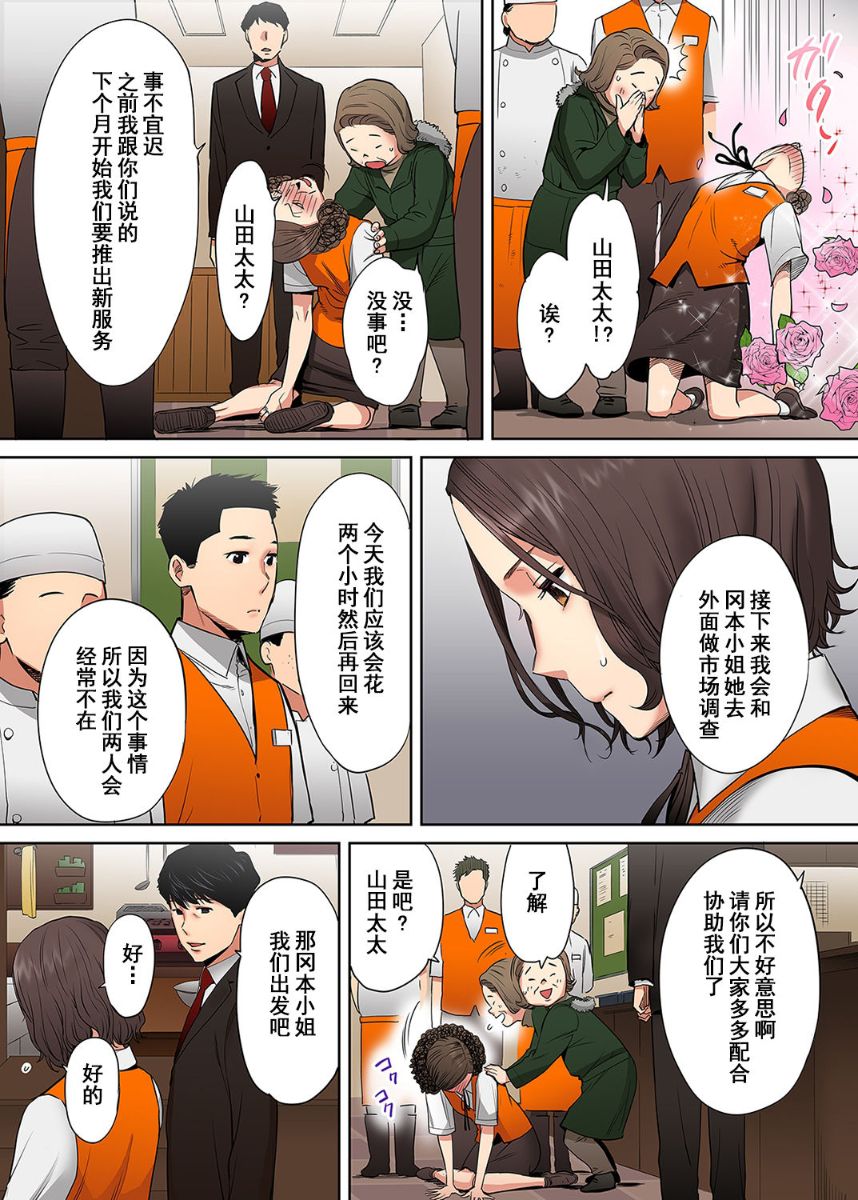 ガクッ
诶?
山田太太!?
没…
没事吧?
山田太太?
事不宜迟
之前我跟你们说的
下个月开始我们要推出新服务
接下来我会和
冈本小姐她去
外面做市场调查
今天我们应该会花
两个小时然后再回来
因为这个事情
所以我们两人会
经常不在
所以不好意思啊
请你们大家多多配合
协助我们了
了解
是吧?
山田太太
コク
コク
那冈本小姐
我们出发吧
好…
好的